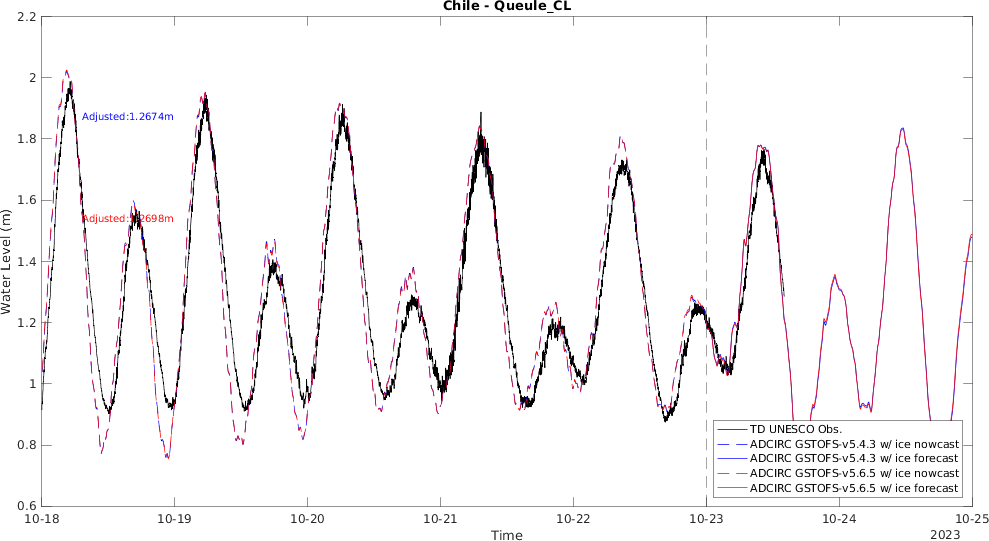 Chile - Queule_CL
2.2
2
1.8
1.6
1.4
1.2
1
0.8
0.6
Water Level (m)
Adjusted:1.2674m
Adjusted:1.2698m
TD UNESCO Obs.
ADCIRC GSTOFS-v5.4.3 w/ ice nowcast
ADCIRC GSTOFS-v5.4.3 w/ ice forecast
ADCIRC GSTOFS-v5.6.5 w/ ice nowcast
ADCIRC GSTOFS-v5.6.5 w/ ice forecast
10-18 10-19 10-20 10-21 10-22 10-23 10-24 10-25
Time
2023